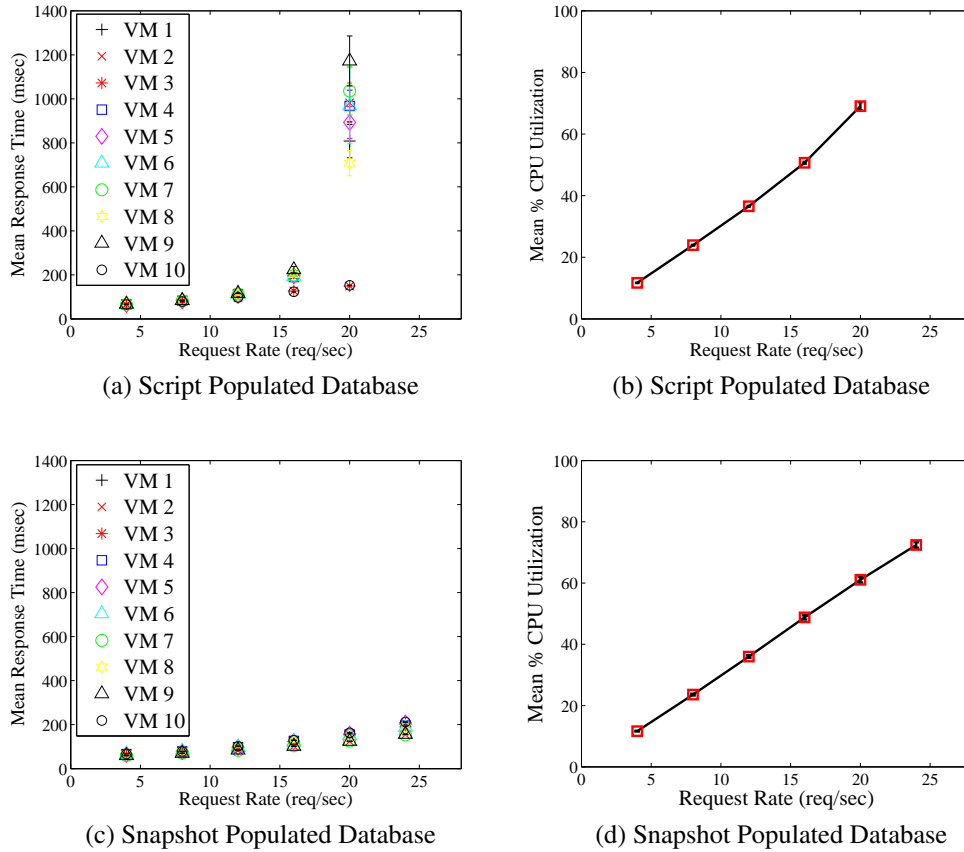 1400
1200
1000
800
600
400
200
0
Mean Response Time (msec)
VM 1
VM 2
VM 3
VM 4
VM 5
VM 6
VM 7
VM 8
VM 9
VM 10
0 5 10 15 20 25
Request Rate (req/sec)
(a) Script Populated Database
100
80
60
40
20
0
Mean % CPU Utilization
0 5 10 15 20 25
Request Rate (req/sec)
(b) Script Populated Database
1400
1200
1000
800
600
400
200
0
Mean Response Time (msec)
VM 1
VM 2
VM 3
VM 4
VM 5
VM 6
VM 7
VM 8
VM 9
VM 10
0 5 10 15 20 25
Request Rate (req/sec)
(c) Snapshot Populated Database
100
80
60
40
20
0
Mean % CPU Utilization
0 5 10 15 20 25
Request Rate (req/sec)
(d) Snapshot Populated Database